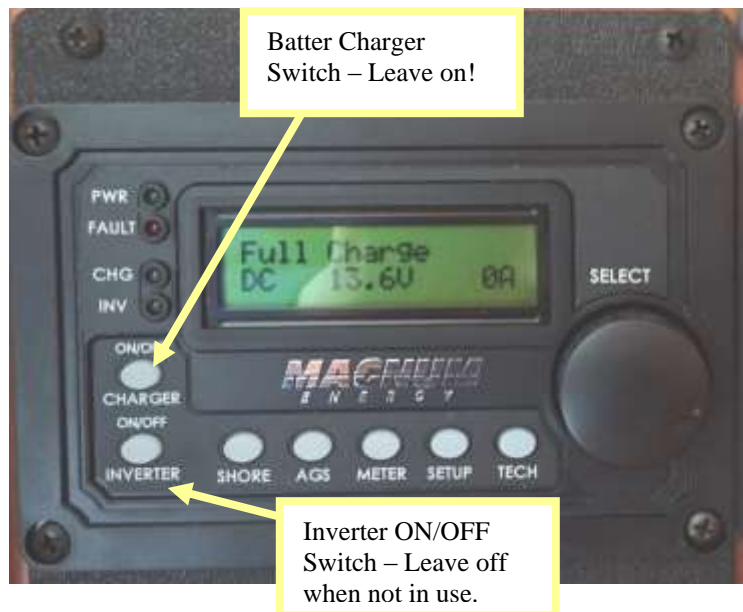 Batter Charger
Switch – Leave on!
PWR
FAULT
Full Charge
DC 13.6V 0A
CHG
INV
SELECT
ON/OFF
CHARGER
MAGNUM
ENERGY
ON/OFF
INVERTER
SHORE AGS METER SETUP TECH
Inverter ON/OFF
Switch – Leave off
when not in use.